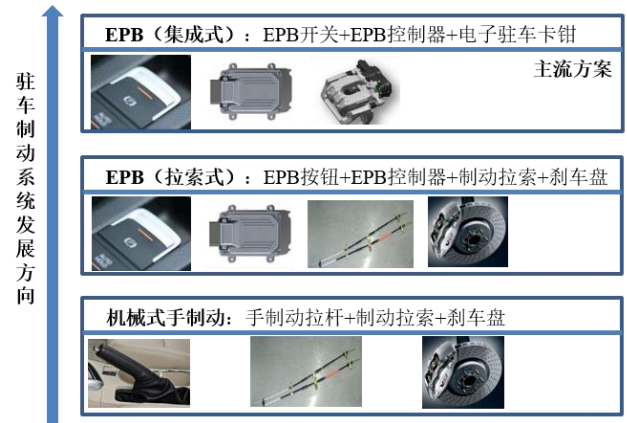 驻车制动系统发展方向
EPB（集成式）：EPB开关+EPB控制器+电子驻车卡钳
主流方案
EPB（拉索式）：EPB按钮+EPB控制器+制动拉索+刹车盘
机械式手制动：手制动拉杆+制动拉索+刹车盘